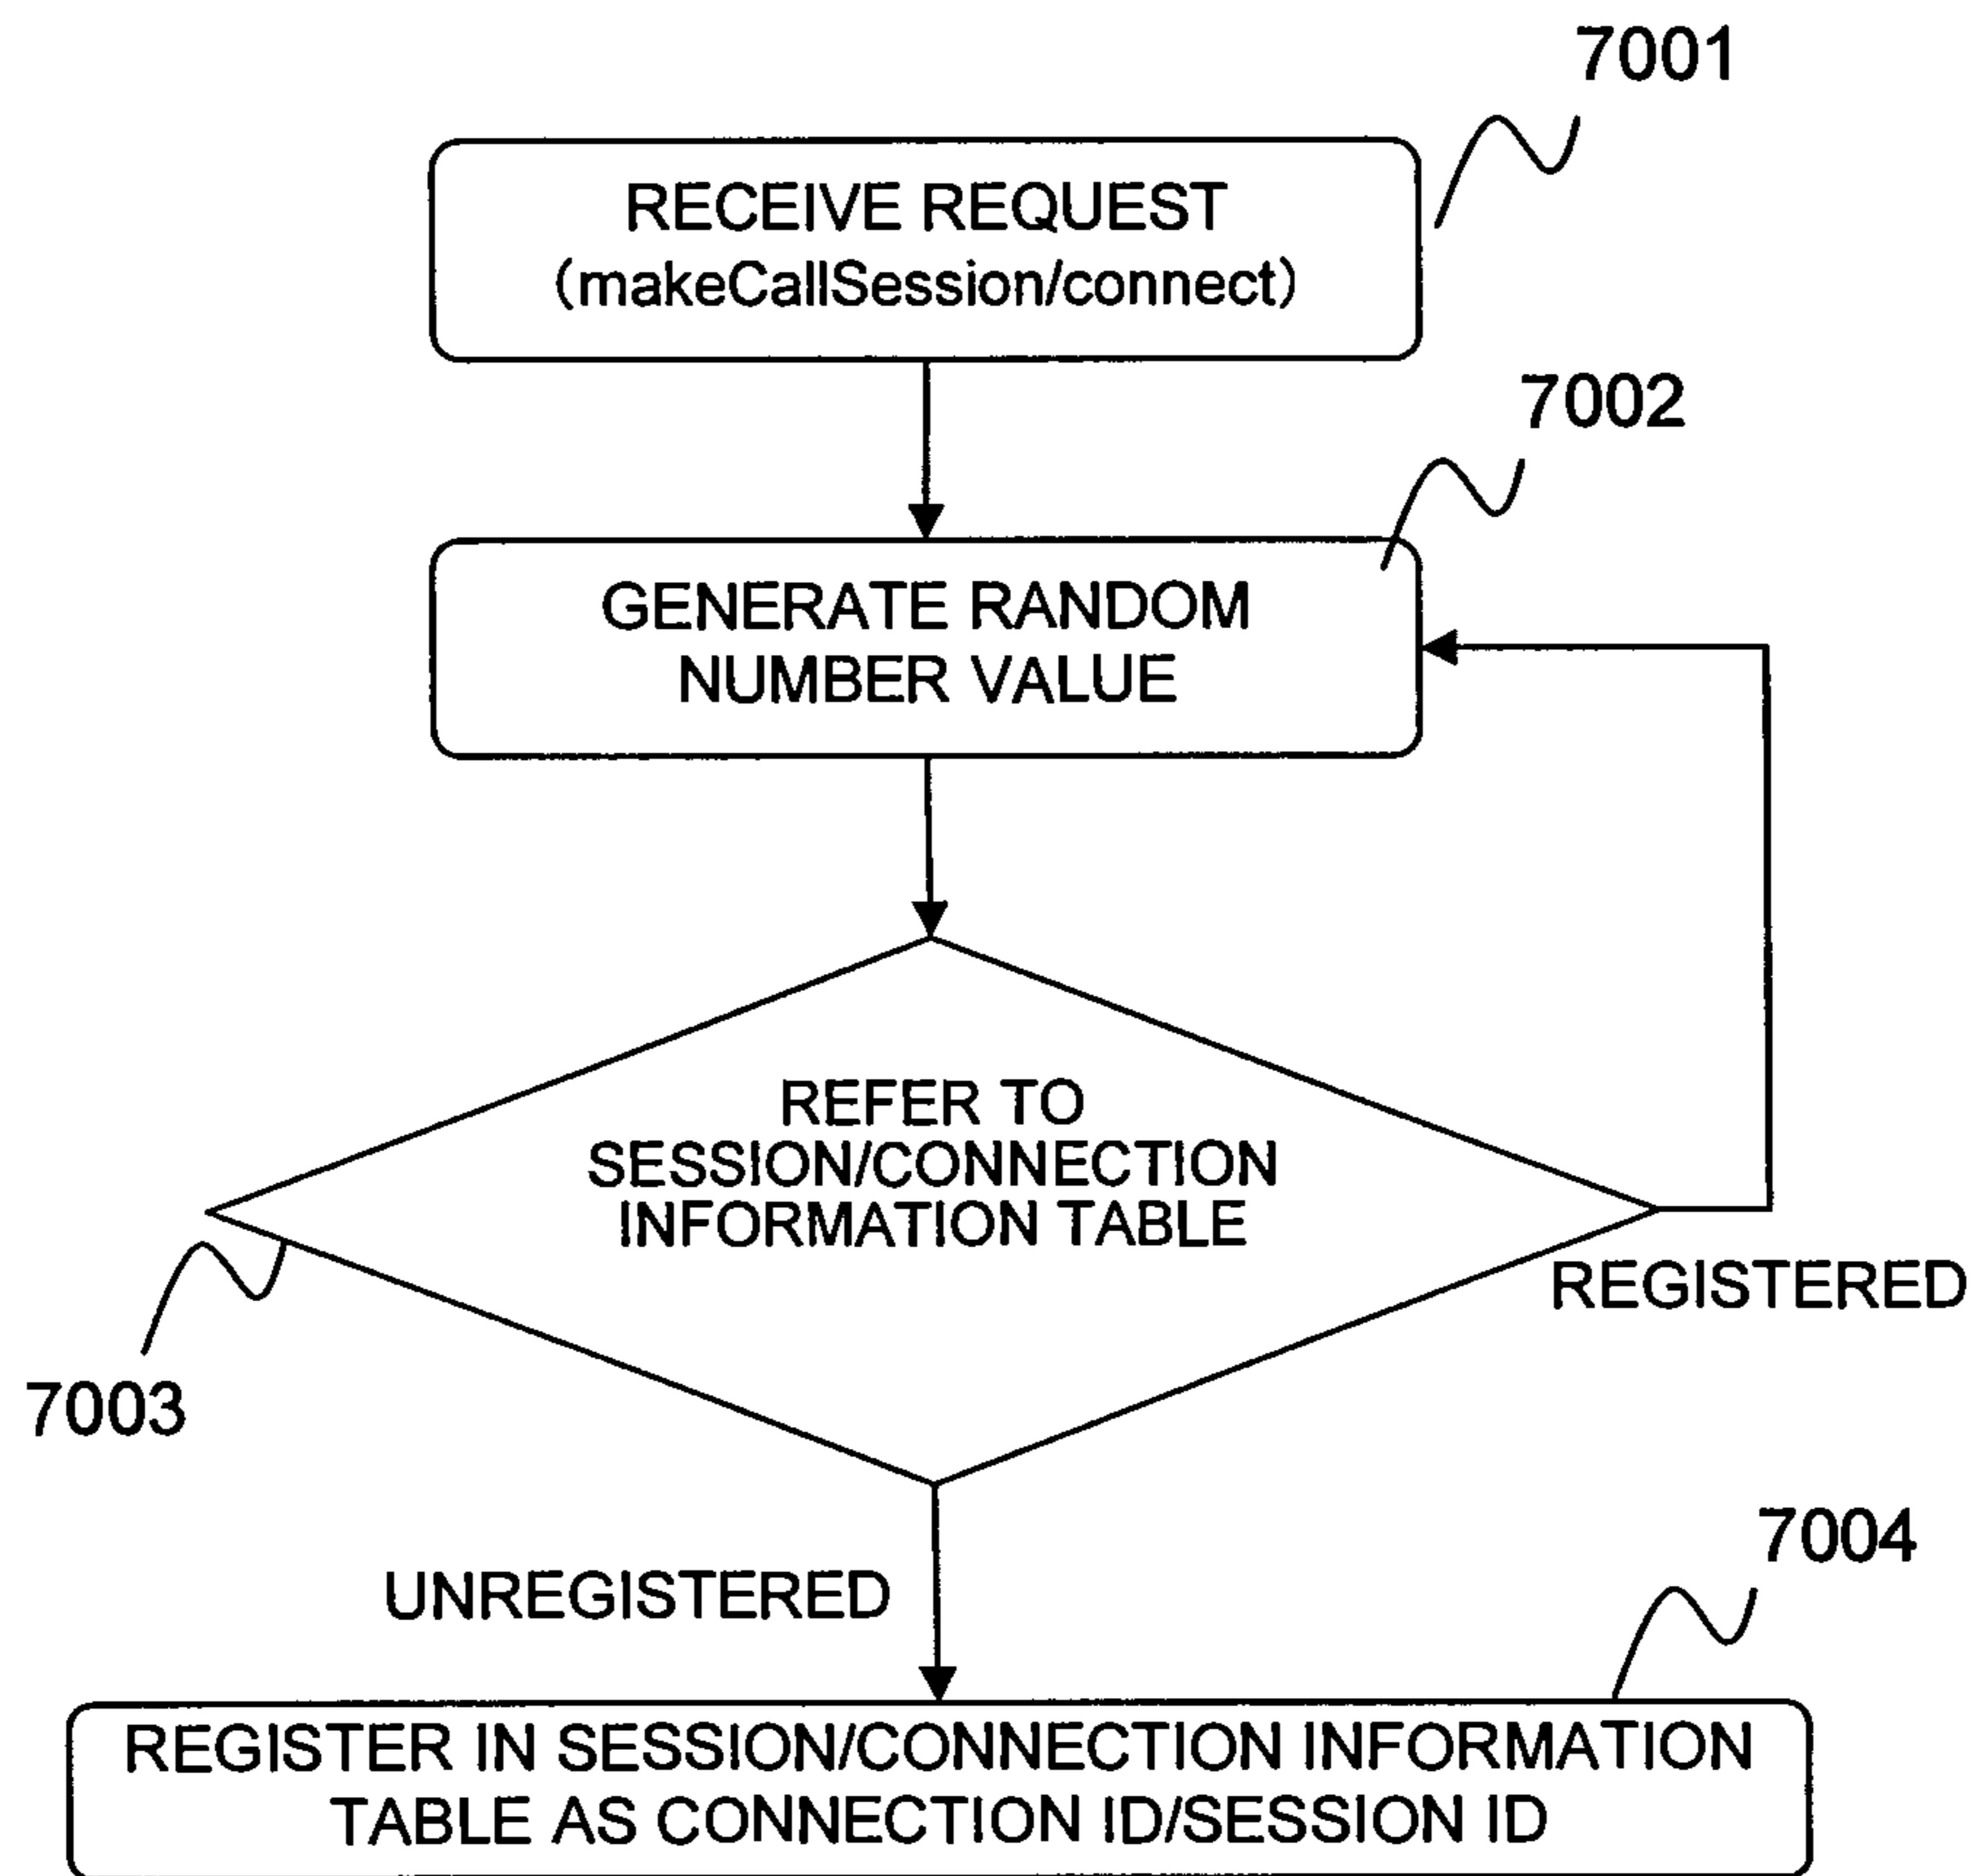 7001
RECEIVE REQUEST
(makeCallSession/connect)
7002
GENERATE RANDOM
NUMBER VALUE
REFER TO
SESSION/CONNECTION
INFORMATION TABLE
REGISTERED
7003
7004
UNREGISTERED
REGISTER IN SESSION/CONNECTION INFORMATION
TABLE AS CONNECTION ID/SESSION ID